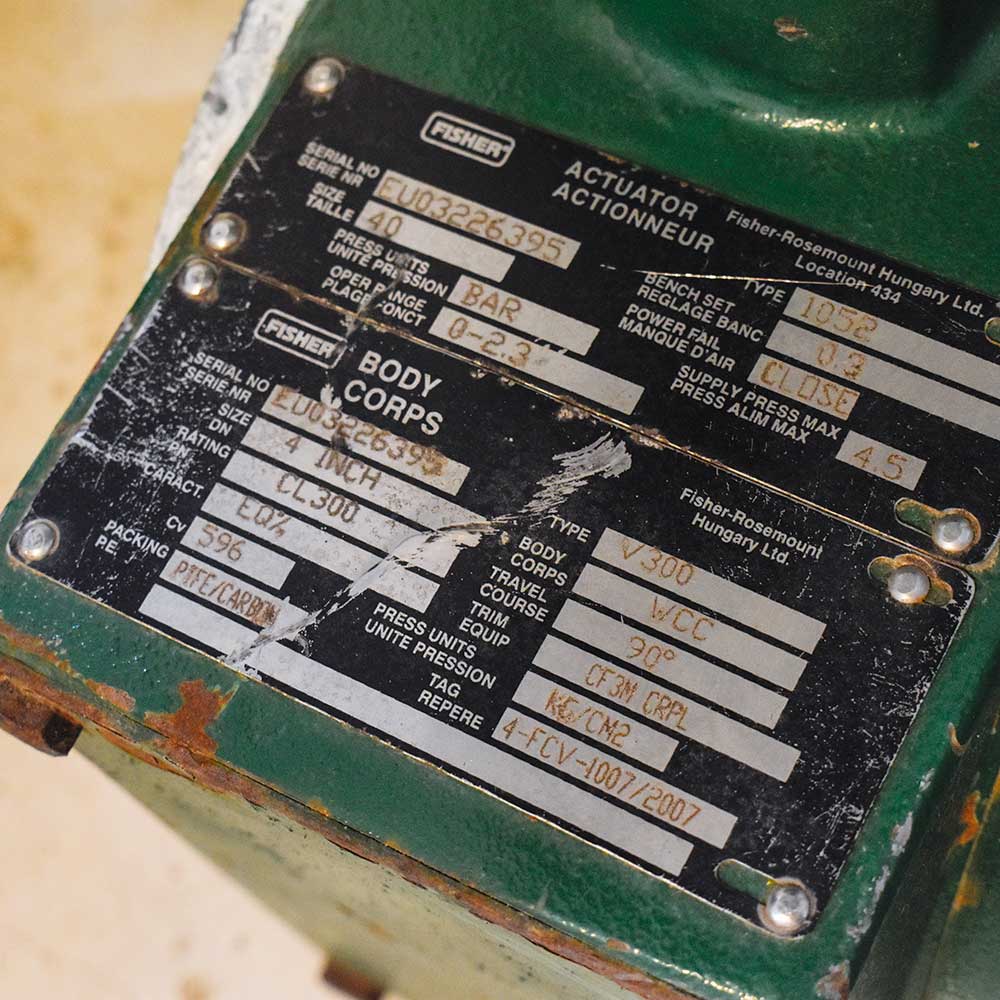 FISHER
ACTUATOR
ACTIONNEUR
Fisher-Rosemount Hungary Ltd.
Location 434
SERIAL NO
SERIE NR
EU03226395
SIZE
TAILLE
40
PRESS UNITS
UNITE PRESSION
BAR
OPER RANGE
PLAGE FONCT
0-2.3
TYPE
1052
BENCH SET
REGLAGE BANC
0.3
POWER FAIL
MANQUE D'AIR
CLOSE
SUPPLY PRESS MAX
PRESS ALIM MAX
4.5
FISHER
BODY
CORPS
Fisher-Rosemount
Hungary Ltd.
SERIAL NO
SERIE NR
EU03226395
SIZE
DN
4 INCH
RATING
PN
CL300
CARACT.
EQ%
Cv
596
PACKING
P.E.
PTFE/CARBON
TYPE
V300
BODY
CORPS
WCC
TRAVEL
COURSE
90°
TRIM
EQUIP
CF3M CRPL
PRESS UNITS
UNITE PRESSION
KG/CM2
TAG
REPERE
4-FCV-1007/2007